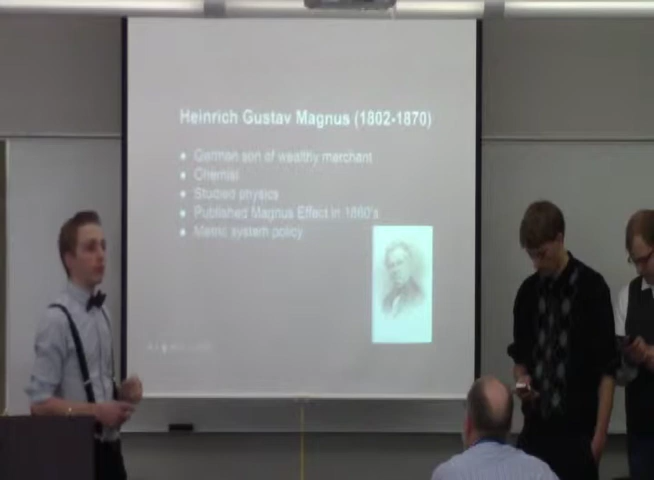 Heinrich Gustav Magnus (1802-1870)
• German son of wealthy merchant
• Chemist
• Studied physics
• Published Magnus Effect in 1860's
• Metric system policy